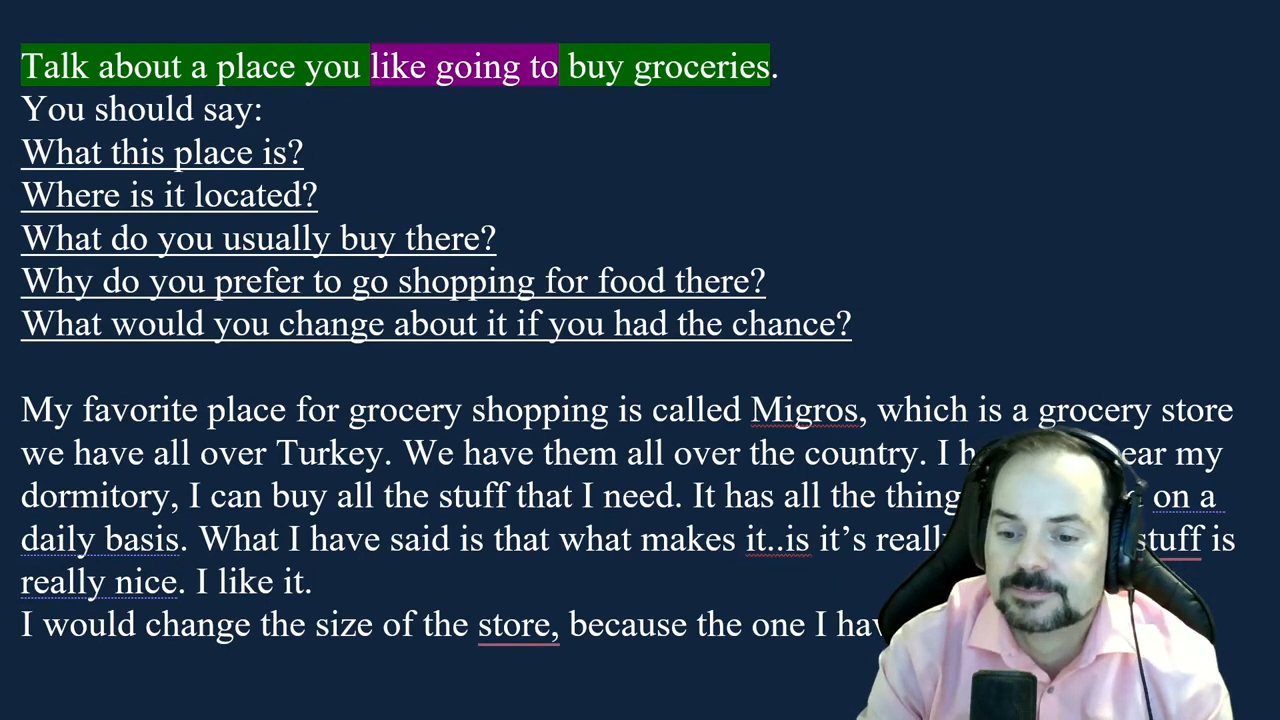 Talk about a place you like going to buy groceries.
You should say:
What this place is?
Where is it located?
What do you usually buy there?
Why do you prefer to go shopping for food there?
What would you change about it if you had the chance?
My favorite place for grocery shopping is called Migros, which is a grocery store
we have all over Turkey. We have them all over the country. I my
dormitory, I can buy all the stuff that I need. It has all the on a
daily basis. What I have said is that what makes it..is it’s stuff is
really nice. I like it.
I would change the size of the store, because the one I